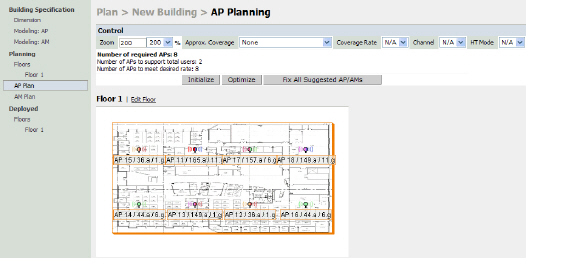 Building Specification
Dimension
Modeling: AP
Modeling: AM
Planning
Floors
Floor 1
AP Plan
AM Plan
Deployed
Floors
Floor 1
Plan > New Building > AP Planning
Control
Zoom 200 200 % Approx. Coverage None Coverage Rate N/A Channel N/A HT Mode N/A
Number of required APs: 8
Number of APs to support total users: 2
Number of APs to meet desired rate: 8
Initialize Optimize Fix All Suggested AP/AMs
Floor 1 | Edit Floor
AP 15 / 36.a / 1.g AP 11 / 165.a / 11. AP 17 / 157.a / 6.g AP 18 / 149.a / 11.g
AP 14 / 44.a / 6.g AP 13 / 149.a / 1.g AP 12 / 36.a / 1.g AP 16 / 44.a / 11.g